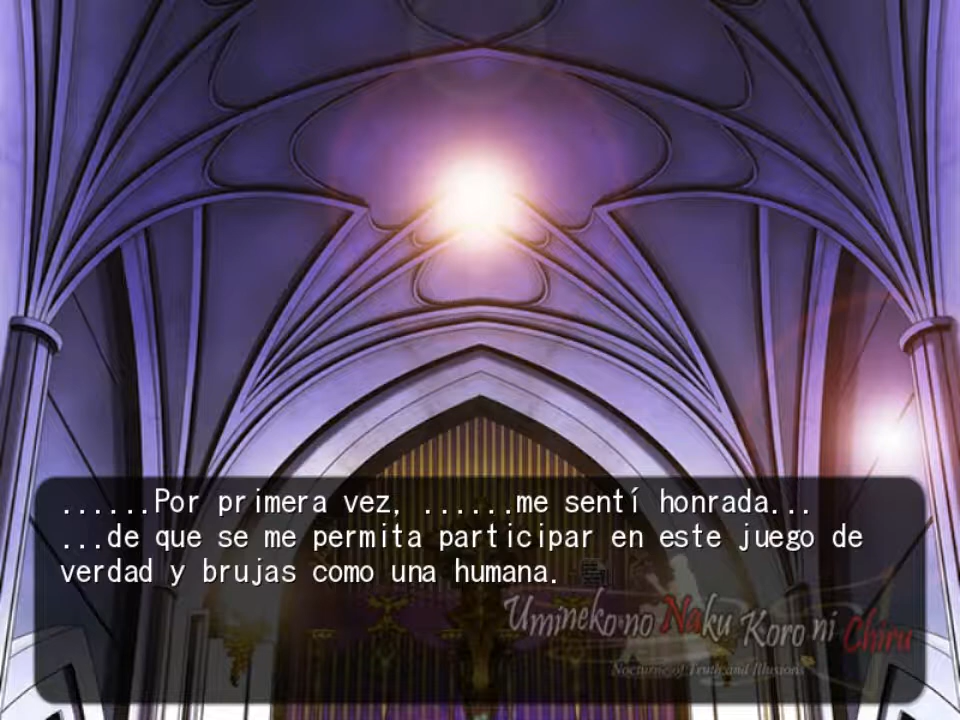 ......Por primera vez, ......me sentí honrada...
...de que se me permita participar en este juego de
verdad y brujas como una humana.
Umineko no Naku Koro ni Chiru
Nocturne of Truth and Illusions